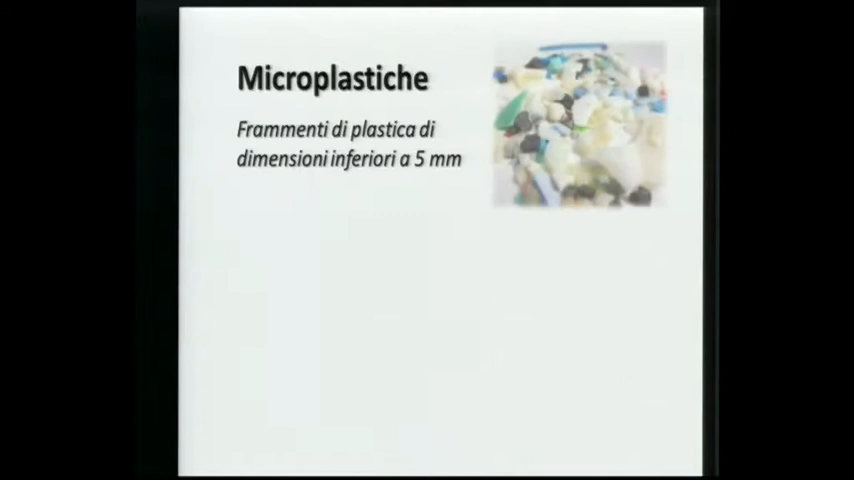 Microplastiche
Frammenti di plastica di
dimensioni inferiori a 5 mm